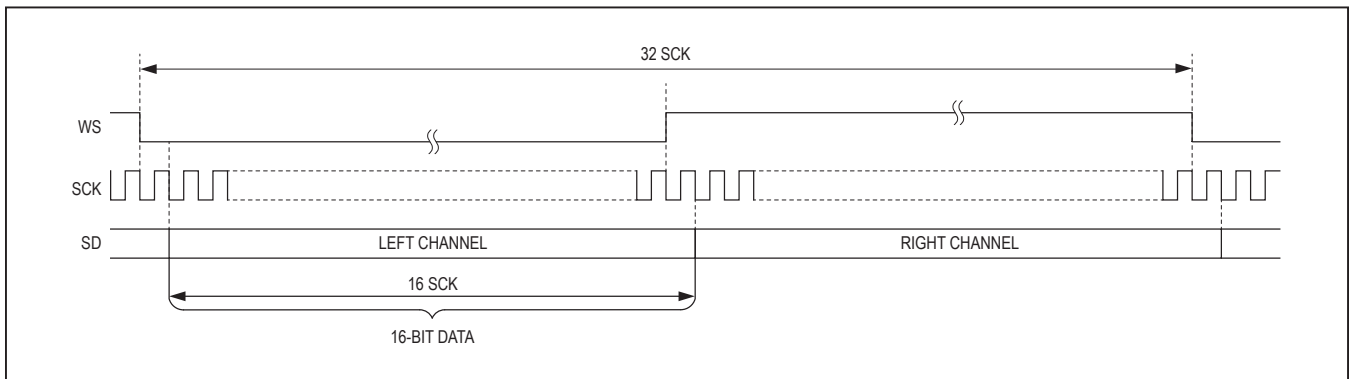 32 SCK
WS
SCK
SD
LEFT CHANNEL
RIGHT CHANNEL
16 SCK
16-BIT DATA